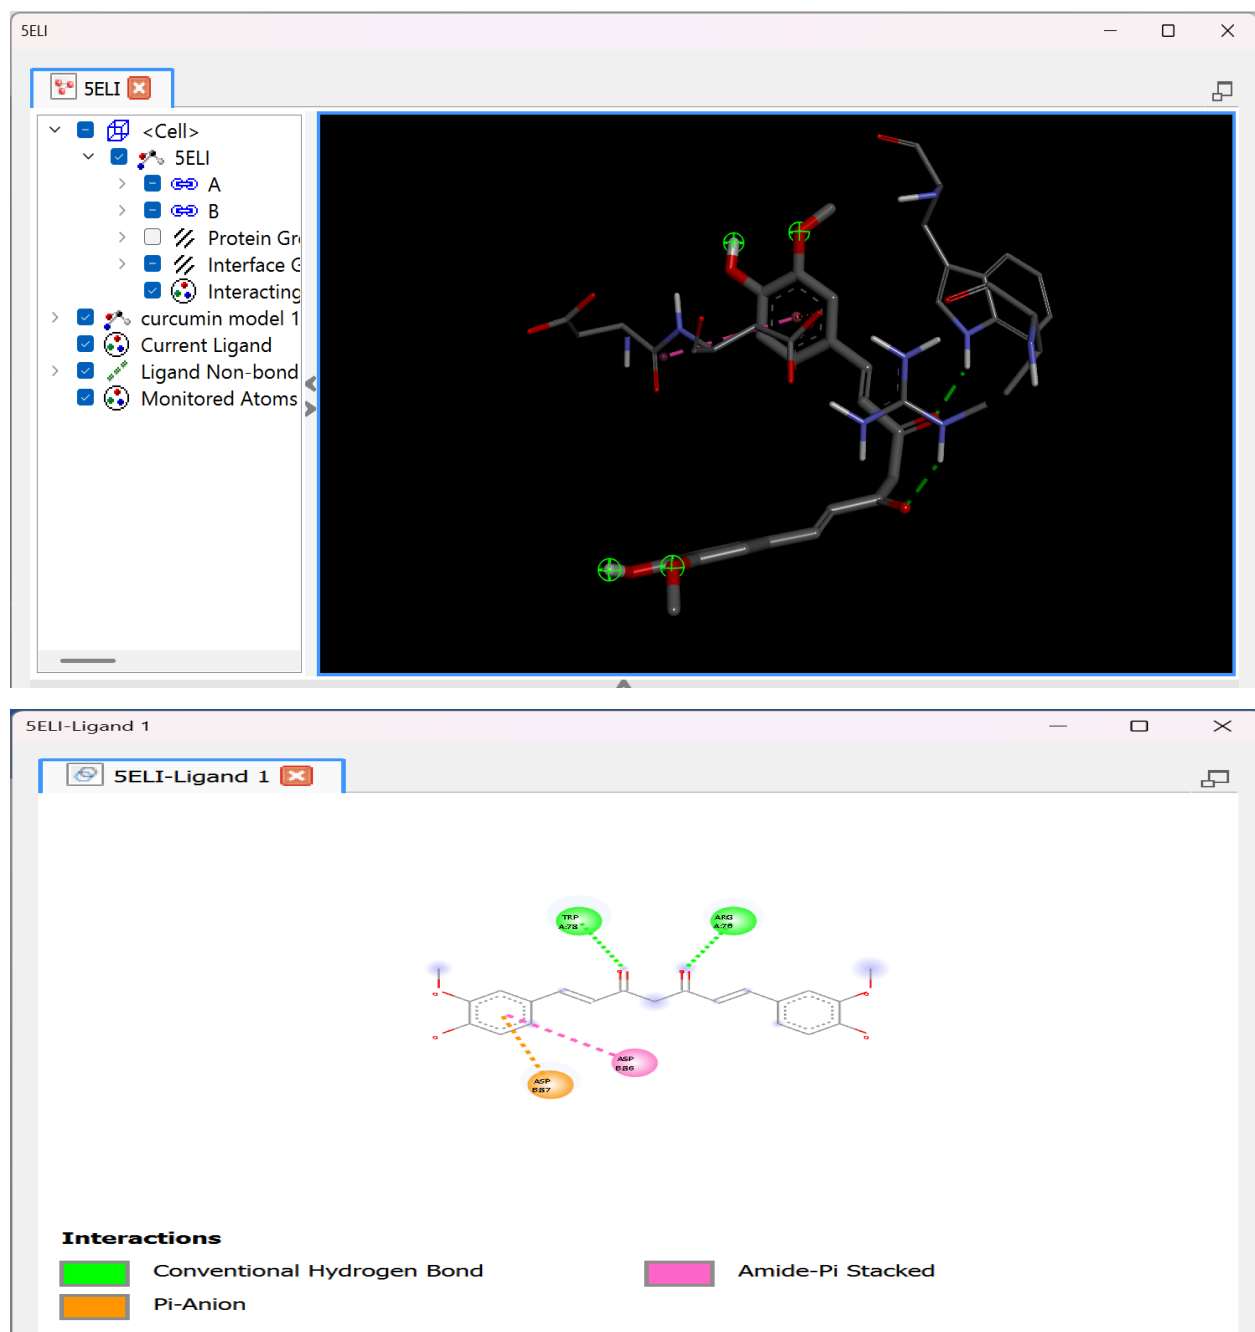 5ELI
5ELI
<Cell>
5ELI
A
B
Protein Gr
Interface G
Interacting
curcumin model 1
Current Ligand
Ligand Non-bond
Monitored Atoms
5ELI-Ligand 1
5ELI-Ligand 1
TRP
A:78
ARG
A:76
ASP
B:86
ASP
B:87
Interactions
Conventional Hydrogen Bond
Pi-Anion
Amide-Pi Stacked